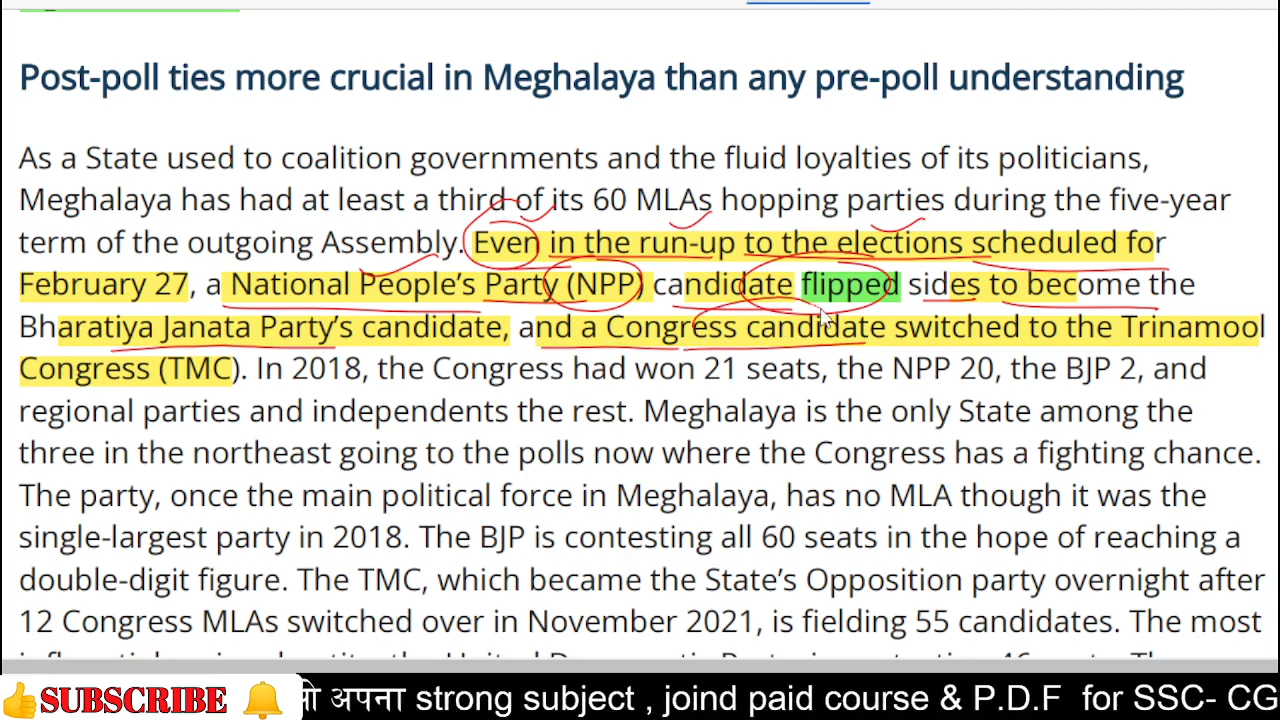 Post-poll ties more crucial in Meghalaya than any pre-poll understanding
As a State used to coalition governments and the fluid loyalties of its politicians,
Meghalaya has had at least a third of its 60 MLAs hopping parties during the five-year
term of the outgoing Assembly. Even in the run-up to the elections scheduled for
February 27, a National People's Party (NPP) candidate flipped sides to become the
Bharatiya Janata Party's candidate, and a Congress candidate switched to the Trinamool
Congress (TMC). In 2018, the Congress had won 21 seats, the NPP 20, the BJP 2, and
regional parties and independents the rest. Meghalaya is the only State among the
three in the northeast going to the polls now where the Congress has a fighting chance.
The party, once the main political force in Meghalaya, has no MLA though it was the
single-largest party in 2018. The BJP is contesting all 60 seats in the hope of reaching a
double-digit figure. The TMC, which became the State's Opposition party overnight after
12 Congress MLAs switched over in November 2021, is fielding 55 candidates. The most
SUBSCRIBE अपना strong subject , joind paid course & P.D.F for SSC- CG